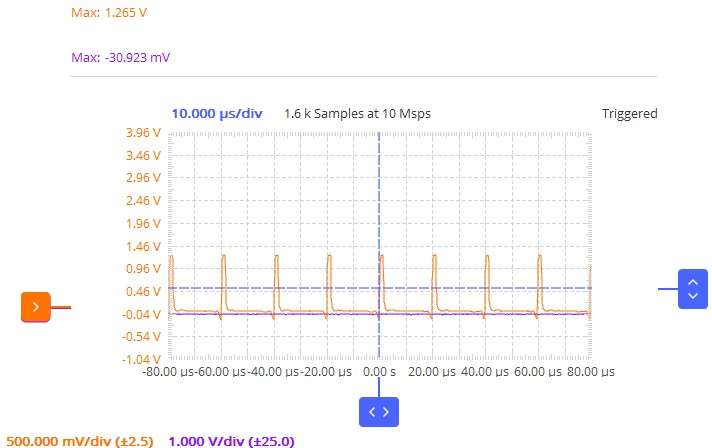 Max: 1.265 V
Max: -30.923 mV
10.000 µs/div 1.6 k Samples at 10 Msps Triggered
3.96 V
3.46 V
2.96 V
2.46 V
1.96 V
1.46 V
0.96 V
0.46 V
-0.04 V
-0.54 V
-1.04 V
-80.00 µs -60.00 µs -40.00 µs -20.00 µs 0.00 s 20.00 µs 40.00 µs 60.00 µs 80.00 µs
500.000 mV/div (±2.5) 1.000 V/div (±25.0)